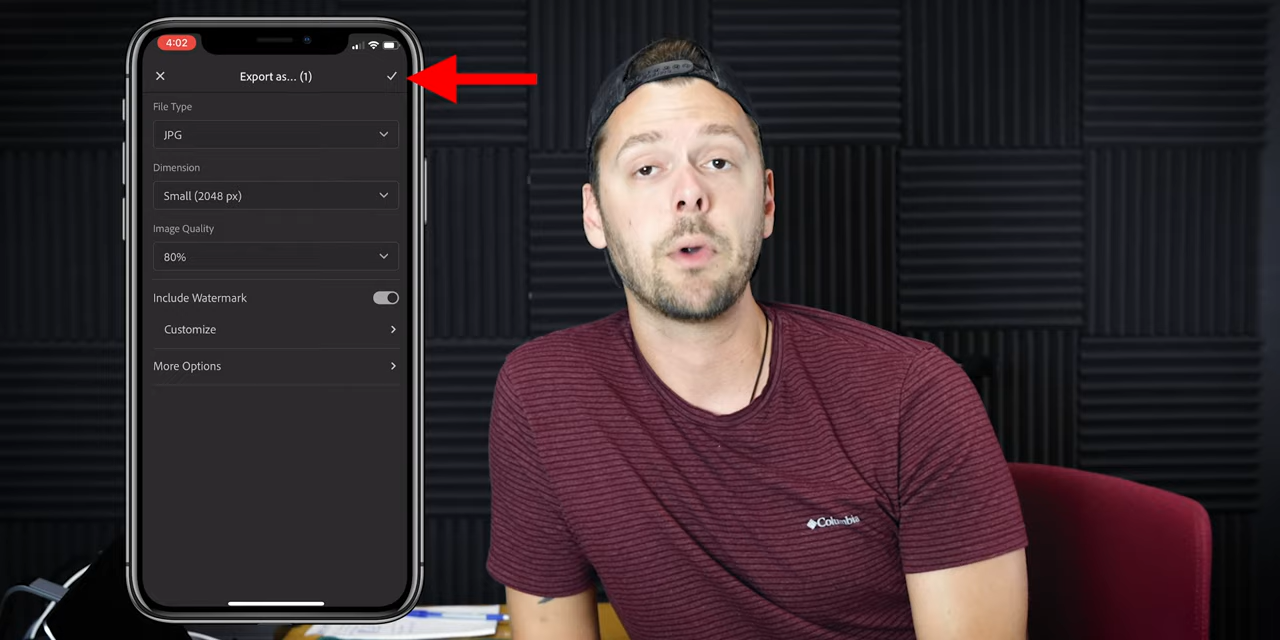 4:02
Export as... (1)
File Type
JPG
Dimension
Small (2048 px)
Image Quality
80%
Include Watermark
Customize
More Options
Columbia